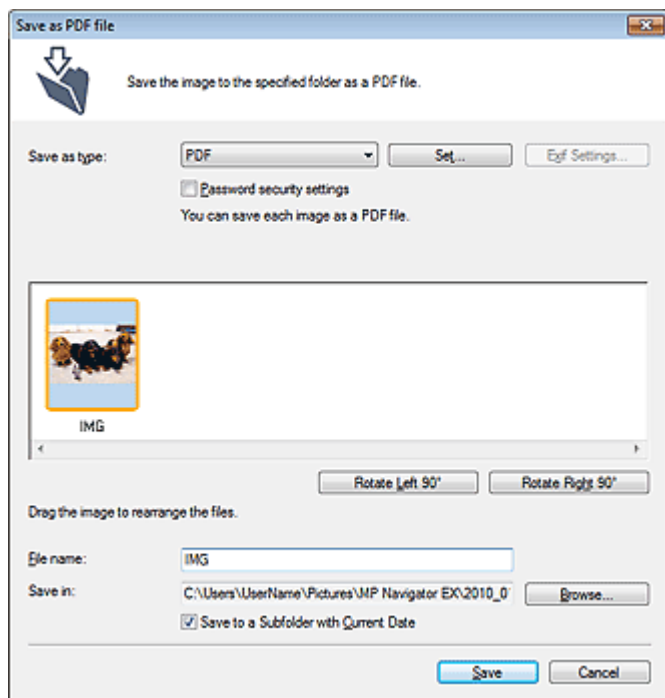 Save as PDF file
Save the image to the specified folder as a PDF file.
Save as type:
PDF
Set...
Exif Settings...
Password security settings
You can save each image as a PDF file.
IMG
Rotate Left 90°
Rotate Right 90°
Drag the image to rearrange the files.
File name:
IMG
Save in:
C:\Users\UserName\Pictures\MP Navigator EX\2010_0
Browse...
Save to a Subfolder with Current Date
Save
Cancel